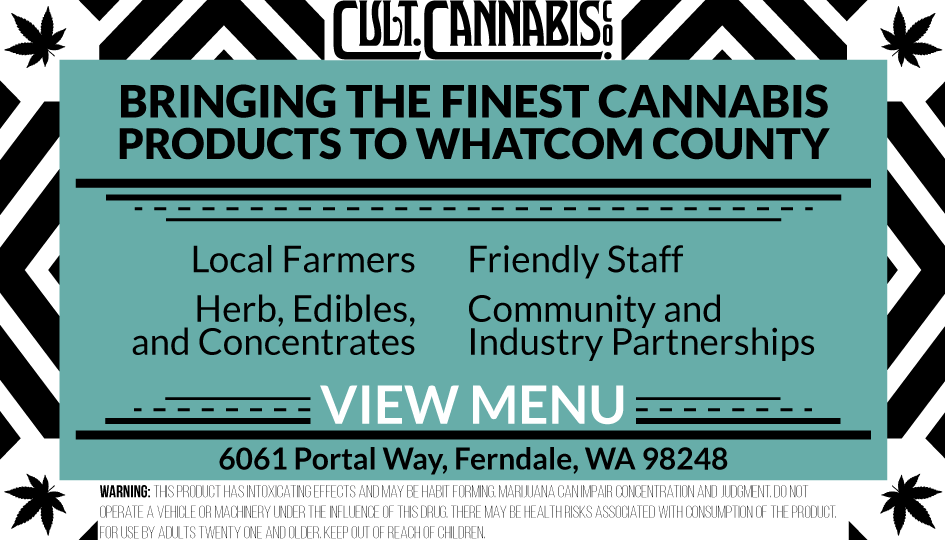 CULT. CANNABIS CO.
BRINGING THE FINEST CANNABIS
PRODUCTS TO WHATCOM COUNTY
Local Farmers
Friendly Staff
Herb, Edibles,
and Concentrates
Community and
Industry Partnerships
VIEW MENU
6061 Portal Way, Ferndale, WA 98248
WARNING: THIS PRODUCT HAS INTOXICATING EFFECTS AND MAY BE HABIT FORMING. MARIJUANA CAN IMPAIR CONCENTRATION AND JUDGMENT. DO NOT
OPERATE A VEHICLE OR MACHINERY UNDER THE INFLUENCE OF THIS DRUG. THERE MAY BE HEALTH RISKS ASSOCIATED WITH CONSUMPTION OF THE PRODUCT.
FOR USE BY ADULTS TWENTY ONE AND OLDER. KEEP OUT OF REACH OF CHILDREN.